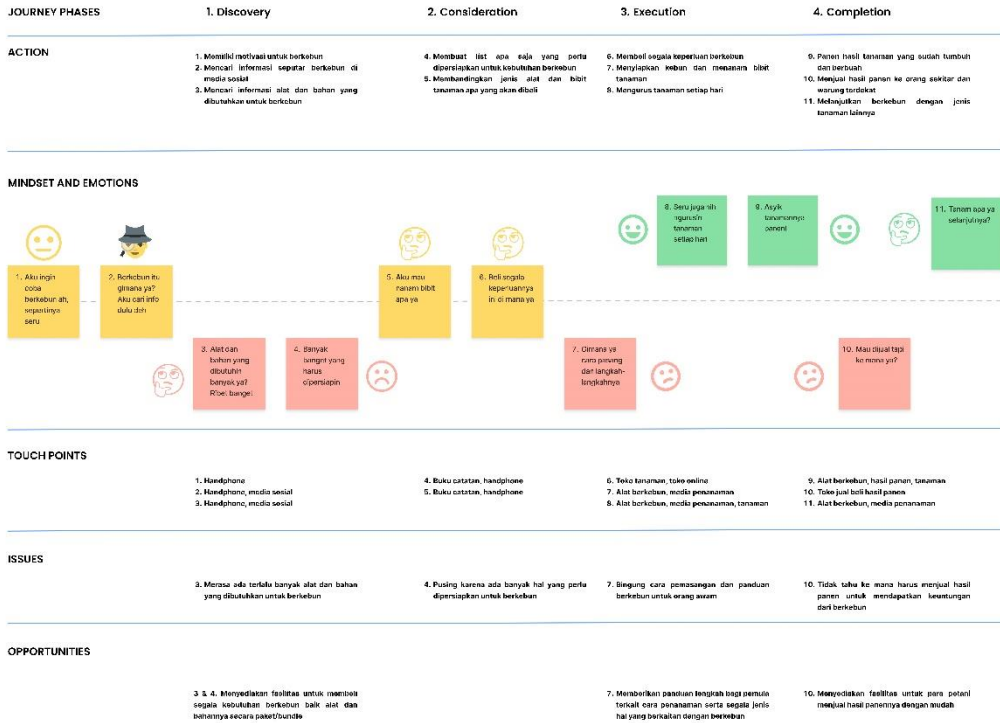 JOURNEY PHASES
1. Discovery
2. Consideration
3. Execution
4. Completion
ACTION
1. Memiliki motivasi untuk berkebun
2. Mencari informasi seputar berkebun di
media sosial
3. Mencari informasi alat dan bahan yang
dibutuhkan untuk berkebun
4. Membuat list apa saja yang perlu
dipersiapkan untuk kebutuhan berkebun
5. Membandingkan jenis alat dan bibit
tanaman apa yang akan dibeli
6. Membeli segala keperluan berkebun
7. Menyiapkan kebun dan menanam bibit
tanaman
8. Mengurus tanaman setiap hari
9. Panen hasil tanaman yang sudah tumbuh
dan berbuah
10. Menjual hasil panen ke orang sekitar dan
warung terdekat
11. Melanjutkan berkebun dengan jenis
tanaman lainnya
MINDSET AND EMOTIONS
1. Aku ingin
coba
berkebun ah,
sepertinya
seru
2. Berkebun itu
gimana ya?
Aku cari info
dulu deh
3. Alat dan
bahan yang
dibutuhin
banyak ya?
Ribet banget
4. Banyak
banget yang
harus
dipersiapin
5. Aku mau
nanam bibit
apa ya
6. Beli segala
keperluan
ini di mana ya
7. Dimana ya
cara pasang
dan langkah-
langkahnya
8. Seru juga nih
ngurusin
tanaman
setiap hari
9. Asyik
tanamannya
panen!
10. Mau dijual tapi
ke mana ya?
11. Tanam apa ya
selanjutnya?
TOUCH POINTS
1. Handphone
2. Handphone, media sosial
3. Handphone, media sosial
4. Buku catatan, handphone
5. Buku catatan, handphone
6. Toko tanaman, toko online
7. Alat berkebun, media penanaman
8. Alat berkebun, media penanaman, tanaman
9. Alat berkebun, hasil panen, tanaman
10. Toko jual beli hasil panen
11. Alat berkebun, media penanaman
ISSUES
3. Merasa ada terlalu banyak alat dan bahan
yang dibutuhkan untuk berkebun
4. Pusing karena ada banyak hal yang perlu
dipersiapkan untuk berkebun
7. Bingung cara pemasangan dan panduan
berkebun untuk orang awam
10. Tidak tahu ke mana harus menjual hasil
panen untuk mendapatkan keuntungan
dari berkebun
OPPORTUNITIES
3 & 4. Menyediakan fasilitas untuk membeli
segala kebutuhan berkebun baik alat dan
bahannya secara paket/bundle
7. Memberikan panduan lengkap bagi pemula
terkait cara penanaman serta segala jenis
hal yang berkaitan dengan berkebun
10. Menyediakan fasilitas untuk para petani
menjual hasil panennya dengan mudah